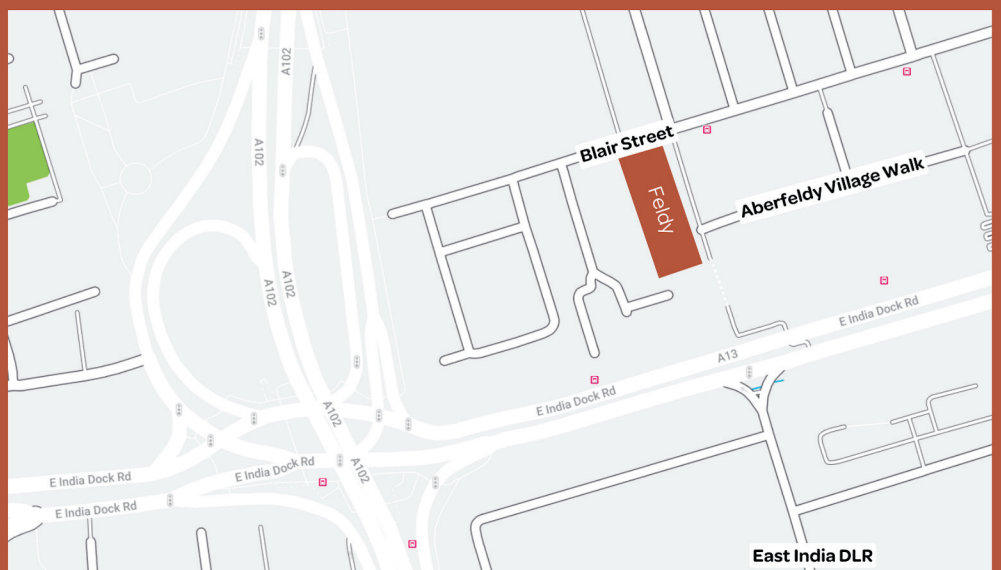 A102
A102
Blair Street
Feldy
Aberfeldy Village Walk
A102
A102
E India Dock Rd
A13
E India Dock Rd
A102
E India Dock Rd
A102
E India Dock Rd
E India Dock Rd
East India DLR